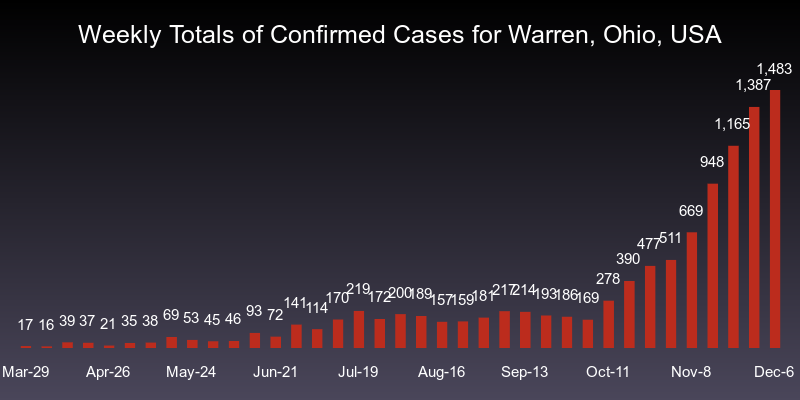 Weekly Totals of Confirmed Cases for Warren, Ohio, USA
17 16 39 37 21 35 38 69 53 45 46 93 72 141 114 170 219 172 200 189 157 159 181 217 214 193 186 169 278 390 477 511 669 948 1,165 1,387 1,483
Mar-29 Apr-26 May-24 Jun-21 Jul-19 Aug-16 Sep-13 Oct-11 Nov-8 Dec-6